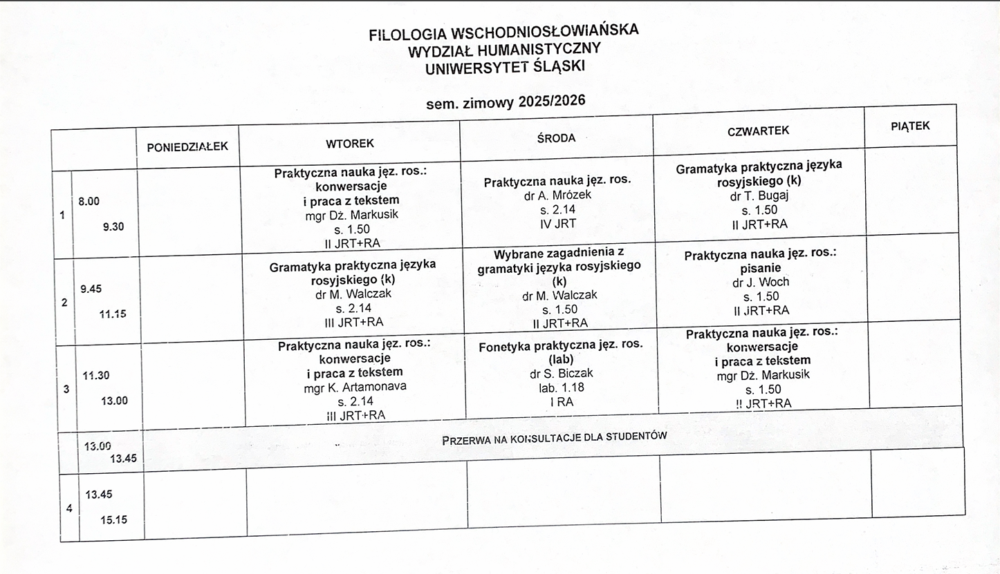 FILOLOGIA WSCHODNIOSŁOWIAŃSKA
WYDZIAŁ HUMANISTYCZNY
UNIWERSYTET ŚLĄSKI
sem. zimowy 2025/2026
PONIEDZIAŁEK
WTOREK
ŚRODA
CZWARTEK
PIĄTEK
1
8.00
9.30
Praktyczna nauka jęz. ros.:
konwersacje
i praca z tekstem
mgr Dż. Markusik
s. 1.50
II JRT+RA
Praktyczna nauka jęz. ros.
dr A. Mrózek
s. 2.14
IV JRT
Gramatyka praktyczna języka
rosyjskiego (k)
dr T. Bugaj
s. 1.50
II JRT+RA
2
9.45
11.15
Gramatyka praktyczna języka
rosyjskiego (k)
dr M. Walczak
s. 2.14
III JRT+RA
Wybrane zagadnienia z
gramatyki języka rosyjskiego
(k)
dr M. Walczak
s. 1.50
II JRT+RA
Praktyczna nauka jęz. ros.:
pisanie
dr J. Woch
s. 1.50
II JRT+RA
3
11.30
13.00
Praktyczna nauka jęz. ros.:
konwersacje
i praca z tekstem
mgr K. Artamonava
s. 2.14
III JRT+RA
Fonetyka praktyczna jęz. ros.
(lab)
dr S. Biczak
lab. 1.18
I RA
Praktyczna nauka jęz. ros.:
konwersacje
i praca z tekstem
mgr Dż. Markusik
s. 1.50
II JRT+RA
13.00
13.45
PRZERWA NA KONSULTACJE DLA STUDENTÓW
4
13.45
15.15